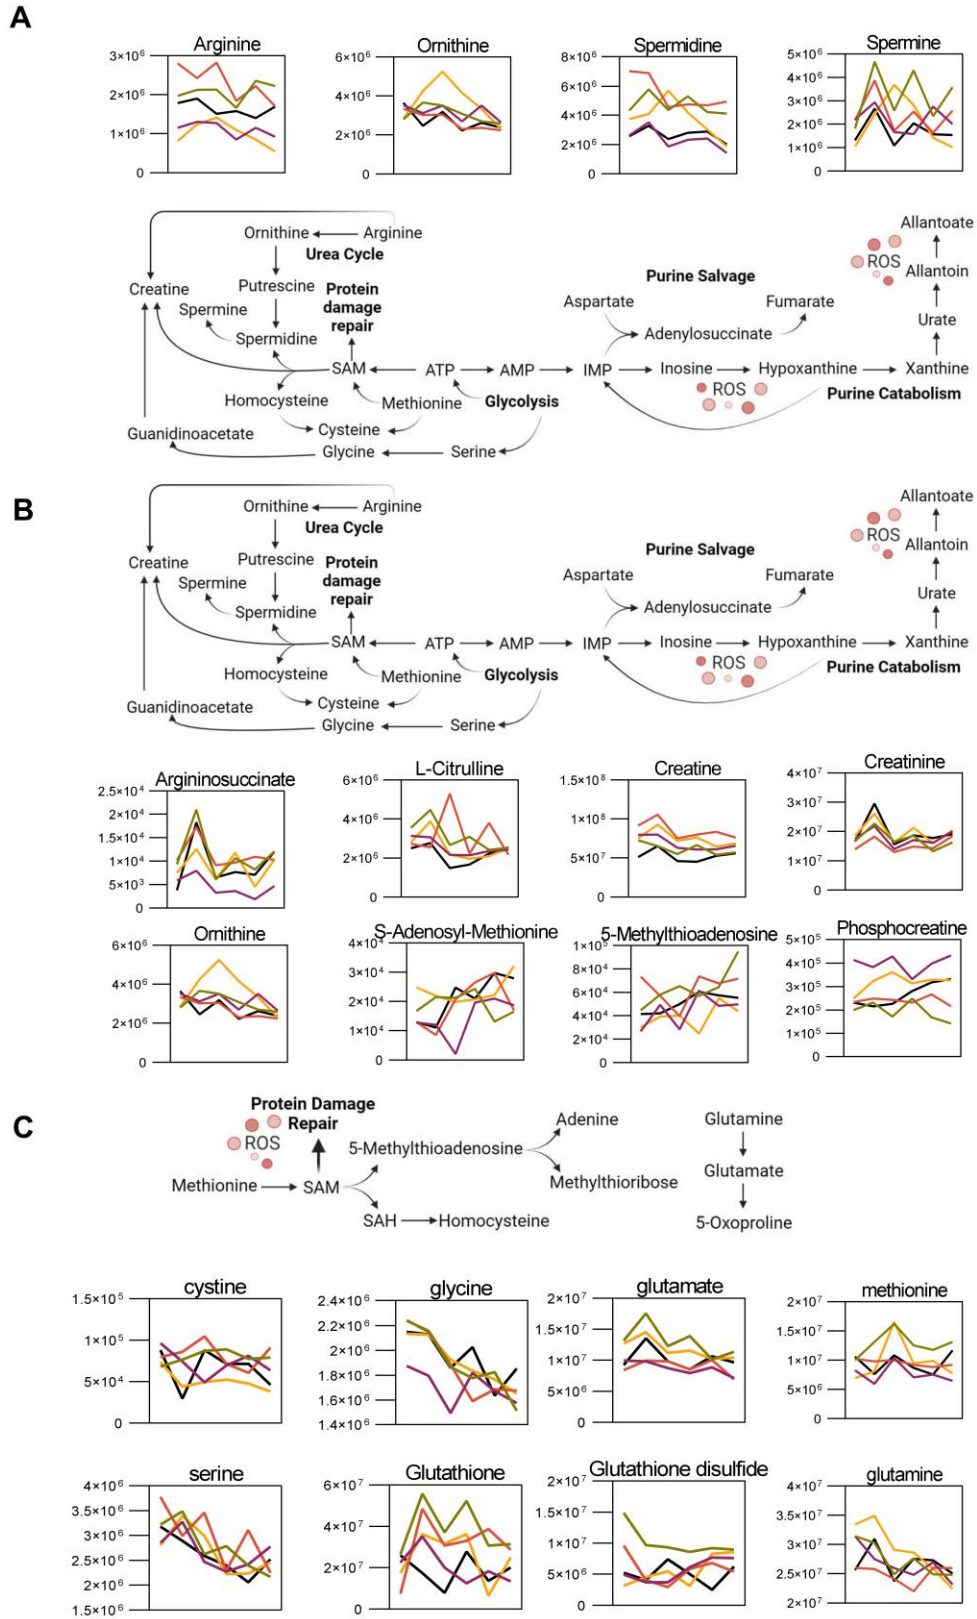 A
Arginine
Ornithine
Spermidine
Spermine
3×10⁶
2×10⁶
1×10⁶
0
6×10⁶
4×10⁶
2×10⁶
0
8×10⁶
6×10⁶
4×10⁶
2×10⁶
0
5×10⁶
4×10⁶
3×10⁶
2×10⁶
1×10⁶
0
Ornithine
Arginine
Urea Cycle
Creatine
Putrescine
Spermine
Protein
damage
repair
Spermidine
SAM
ATP
AMP
IMP
Inosine
Hypoxanthine
Xanthine
Purine Salvage
Aspartate
Fumarate
Adenylosuccinate
Allantoate
ROS
Allantoin
Urate
ROS
Purine Catabolism
Homocysteine
Methionine
Glycolysis
Guanidinoacetate
Cysteine
Glycine
Serine
B
Ornithine
Arginine
Urea Cycle
Creatine
Putrescine
Spermine
Protein
damage
repair
Spermidine
SAM
ATP
AMP
IMP
Inosine
Hypoxanthine
Xanthine
Purine Salvage
Aspartate
Fumarate
Adenylosuccinate
Allantoate
ROS
Allantoin
Urate
ROS
Purine Catabolism
Homocysteine
Methionine
Glycolysis
Guanidinoacetate
Cysteine
Glycine
Serine
Argininosuccinate
L-Citrulline
Creatine
Creatinine
2.5×10⁴
2×10⁴
1.5×10⁴
1×10⁴
5×10³
0
6×10⁶
4×10⁶
2×10⁶
0
1.5×10⁸
1×10⁸
5×10⁷
0
4×10⁷
3×10⁷
2×10⁷
1×10⁷
0
Ornithine
S-Adenosyl-Methionine
5-Methylthioadenosine
Phosphocreatine
6×10⁶
4×10⁶
2×10⁶
0
4×10⁴
3×10⁴
2×10⁴
1×10⁴
0
1×10⁵
8×10⁴
6×10⁴
4×10⁴
2×10⁴
0
5×10⁵
4×10⁵
3×10⁵
2×10⁵
1×10⁵
0
C
Protein Damage
Repair
ROS
Methionine
SAM
5-Methylthioadenosine
Adenine
Methylthioribose
SAH
Homocysteine
Glutamine
Glutamate
5-Oxoproline
cystine
glycine
glutamate
methionine
1.5×10⁵
1×10⁵
5×10⁴
0
2.4×10⁶
2.2×10⁶
2×10⁶
1.8×10⁶
1.6×10⁶
1.4×10⁶
2×10⁷
1.5×10⁷
1×10⁷
5×10⁶
0
2×10⁷
1.5×10⁷
1×10⁷
5×10⁶
0
serine
Glutathione
Glutathione disulfide
glutamine
4×10⁶
3.5×10⁶
3×10⁶
2.5×10⁶
2×10⁶
1.5×10⁶
6×10⁷
4×10⁷
2×10⁷
0
2×10⁷
1.5×10⁷
1×10⁷
5×10⁶
0
4×10⁷
3.5×10⁷
3×10⁷
2.5×10⁷
2×10⁷